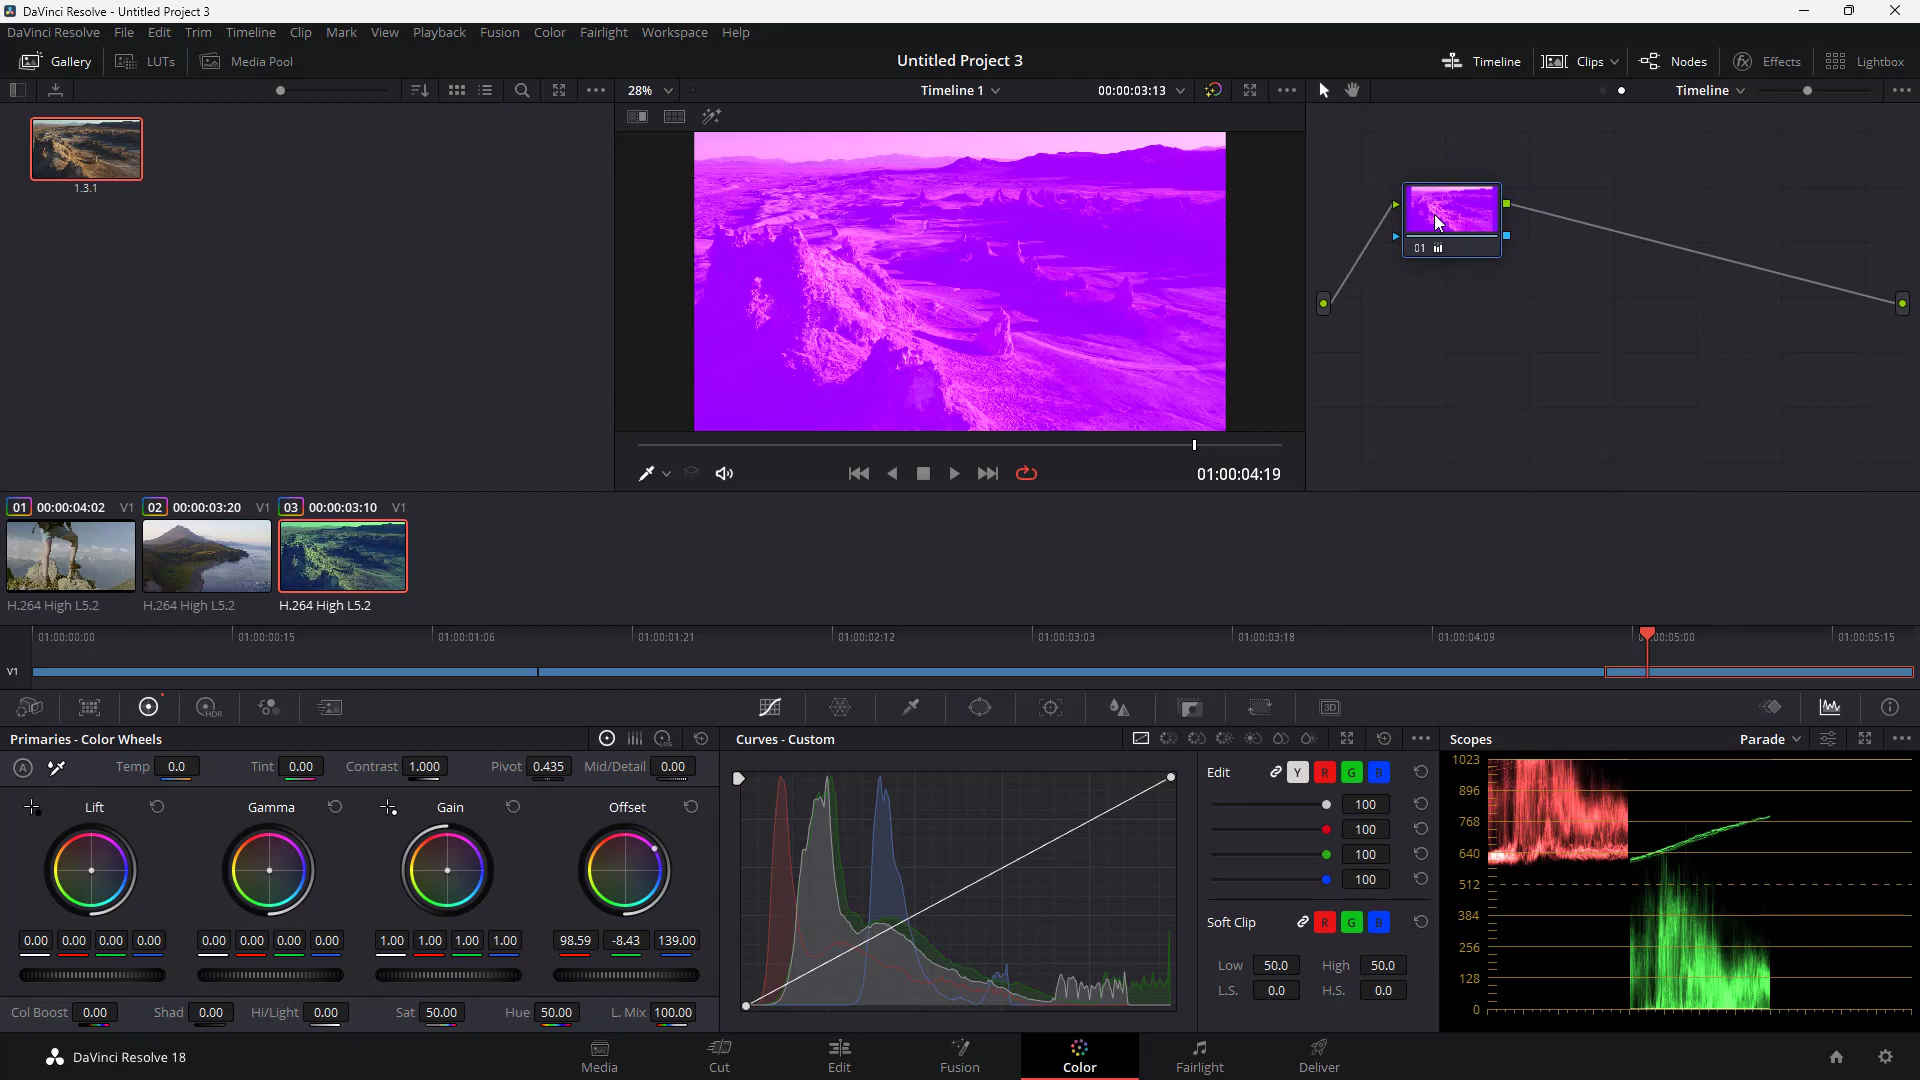 DaVinci Resolve - Untitled Project 3
DaVinci Resolve File Edit Trim Timeline Clip Mark View Playback Fusion Color Fairlight Workspace Help
Gallery LUTs Media Pool Untitled Project 3 Timeline Clips Nodes Effects Lightbox
28% Timeline 1 00:00:03:13 Timeline
1.3.1
01
01:00:04:19
01 00:00:04:02 V1 02 00:00:03:20 V1 03 00:00:03:10 V1
H.264 High L5.2 H.264 High L5.2 H.264 High L5.2
01:00:00:00 01:00:00:15 01:00:01:06 01:00:01:21 01:00:02:12 01:00:03:03 01:00:03:18 01:00:04:09 :00:05:00 01:00:05:15
V1
HDR 3D
Primaries - Color Wheels LOG Curves - Custom Scopes Parade
A Temp 0.0 Tint 0.00 Contrast 1.000 Pivot 0.435 Mid/Detail 0.00
Lift Gamma Gain Offset
0.00 0.00 0.00 0.00 0.00 0.00 0.00 0.00 1.00 1.00 1.00 1.00 98.59 -8.43 139.00
Col Boost 0.00 Shad 0.00 Hi/Light 0.00 Sat 50.00 Hue 50.00 L. Mix 100.00
Edit Y R G B
100
100
100
100
Soft Clip R G B
Low 50.0 High 50.0
L.S. 0.0 H.S. 0.0
1023
896
768
640
512
384
256
128
0
DaVinci Resolve 18 Media Cut Edit Fusion Color Fairlight Deliver